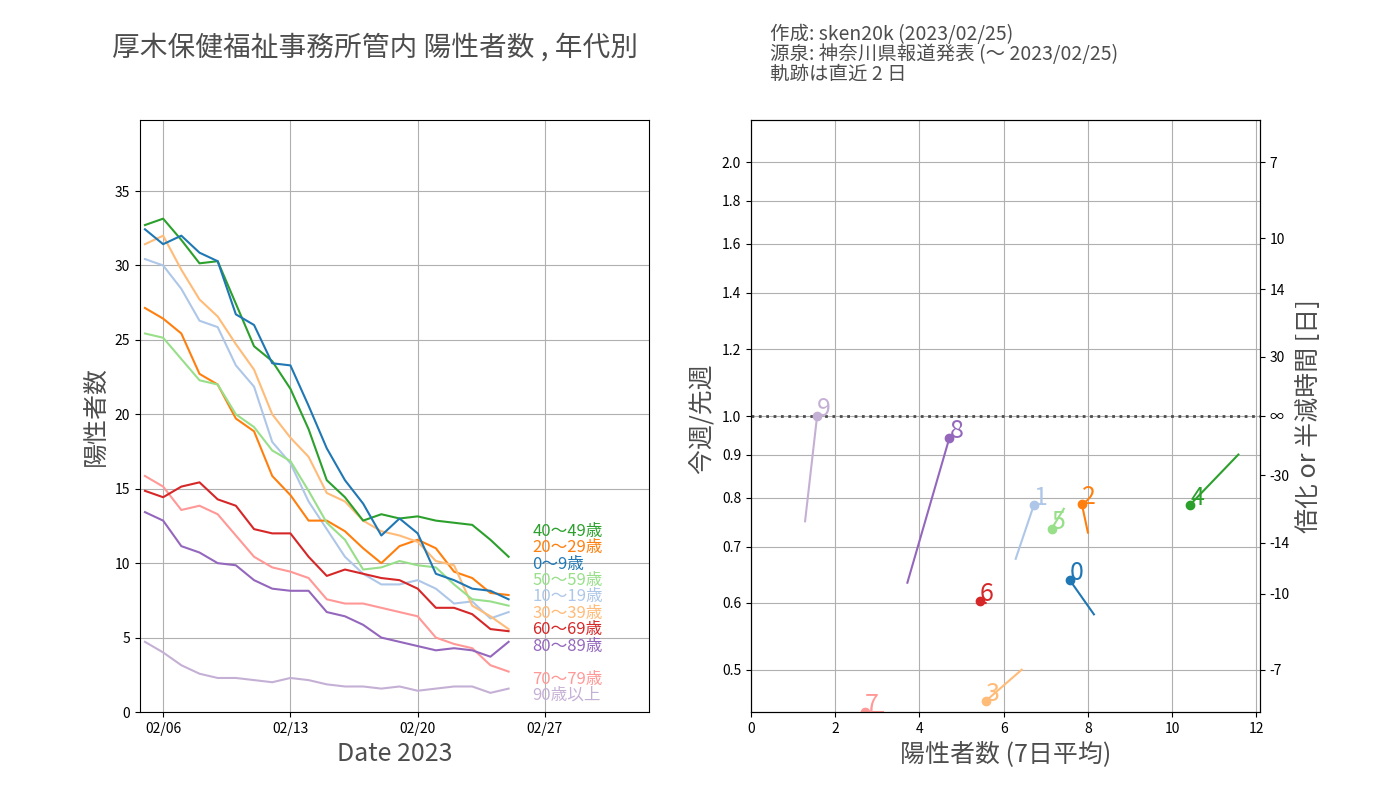 厚木保健福祉事務所管内 陽性者数 , 年代別
作成: sken20k (2023/02/25)
源泉: 神奈川県報道発表 (〜 2023/02/25)
軌跡は直近 2 日
陽性者数
35
30
25
20
15
10
5
0
02/06
02/13
02/20
02/27
Date 2023
40〜49歳
20〜29歳
0〜9歳
50〜59歳
10〜19歳
30〜39歳
60〜69歳
80〜89歳
70〜79歳
90歳以上
今週/先週
2.0
1.8
1.6
1.4
1.2
1.0
0.9
0.8
0.7
0.6
0.5
9
8
1
2
4
5
0
6
3
7
0
2
4
6
8
10
12
陽性者数 (7日平均)
7
10
14
30
∞
-30
-14
-10
-7
倍化 or 半減時間 [日]